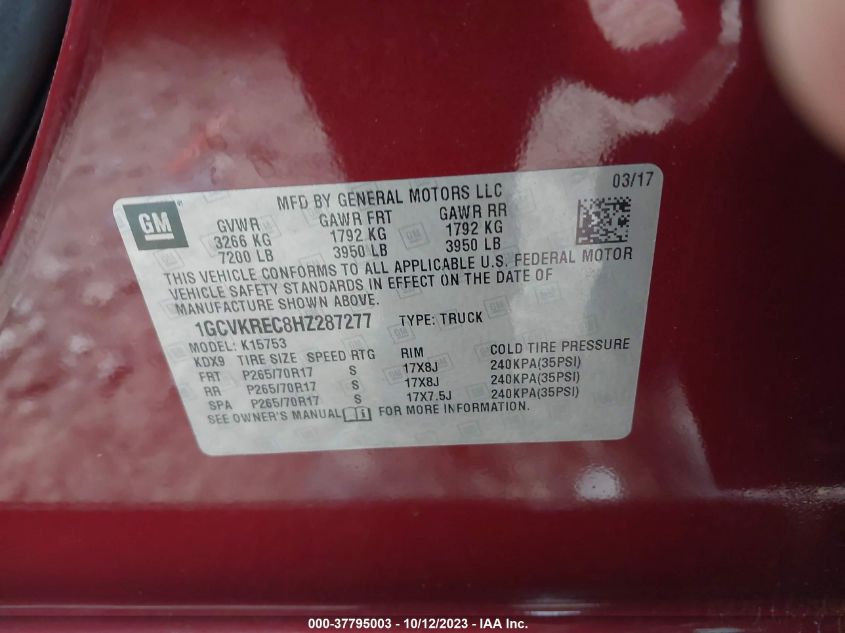 MFD BY GENERAL MOTORS LLC 03/17
GM
GVWR GAWR FRT GAWR RR
3266 KG 1792 KG 1792 KG
7200 LB 3950 LB 3950 LB
THIS VEHICLE CONFORMS TO ALL APPLICABLE U.S. FEDERAL MOTOR
VEHICLE SAFETY STANDARDS IN EFFECT ON THE DATE OF
MANUFACTURE SHOWN ABOVE.
1GCVKREC8HZ287277 TYPE: TRUCK
MODEL: K15753
KDX9 TIRE SIZE SPEED RTG RIM COLD TIRE PRESSURE
FRT P265/70R17 S 17X8J 240KPA(35PSI)
RR P265/70R17 S 17X8J 240KPA(35PSI)
SPA P265/70R17 S 17X7.5J 240KPA(35PSI)
SEE OWNER'S MANUAL FOR MORE INFORMATION.
000-37795003 - 10/12/2023 - IAA Inc.